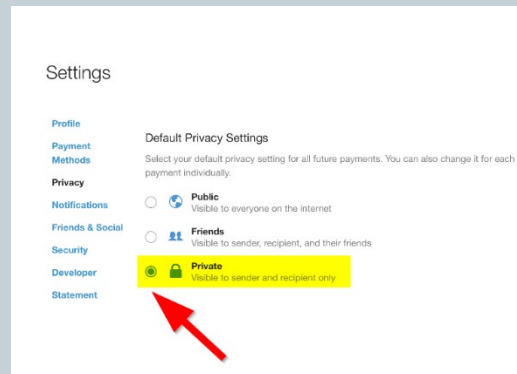 Settings
Profile
Payment
Methods
Privacy
Notifications
Friends & Social
Security
Developer
Statement
Default Privacy Settings
Select your default privacy setting for all future payments. You can also change it for each
payment individually.
Public
Visible to everyone on the internet
Friends
Visible to sender, recipient, and their friends
Private
Visible to sender and recipient only